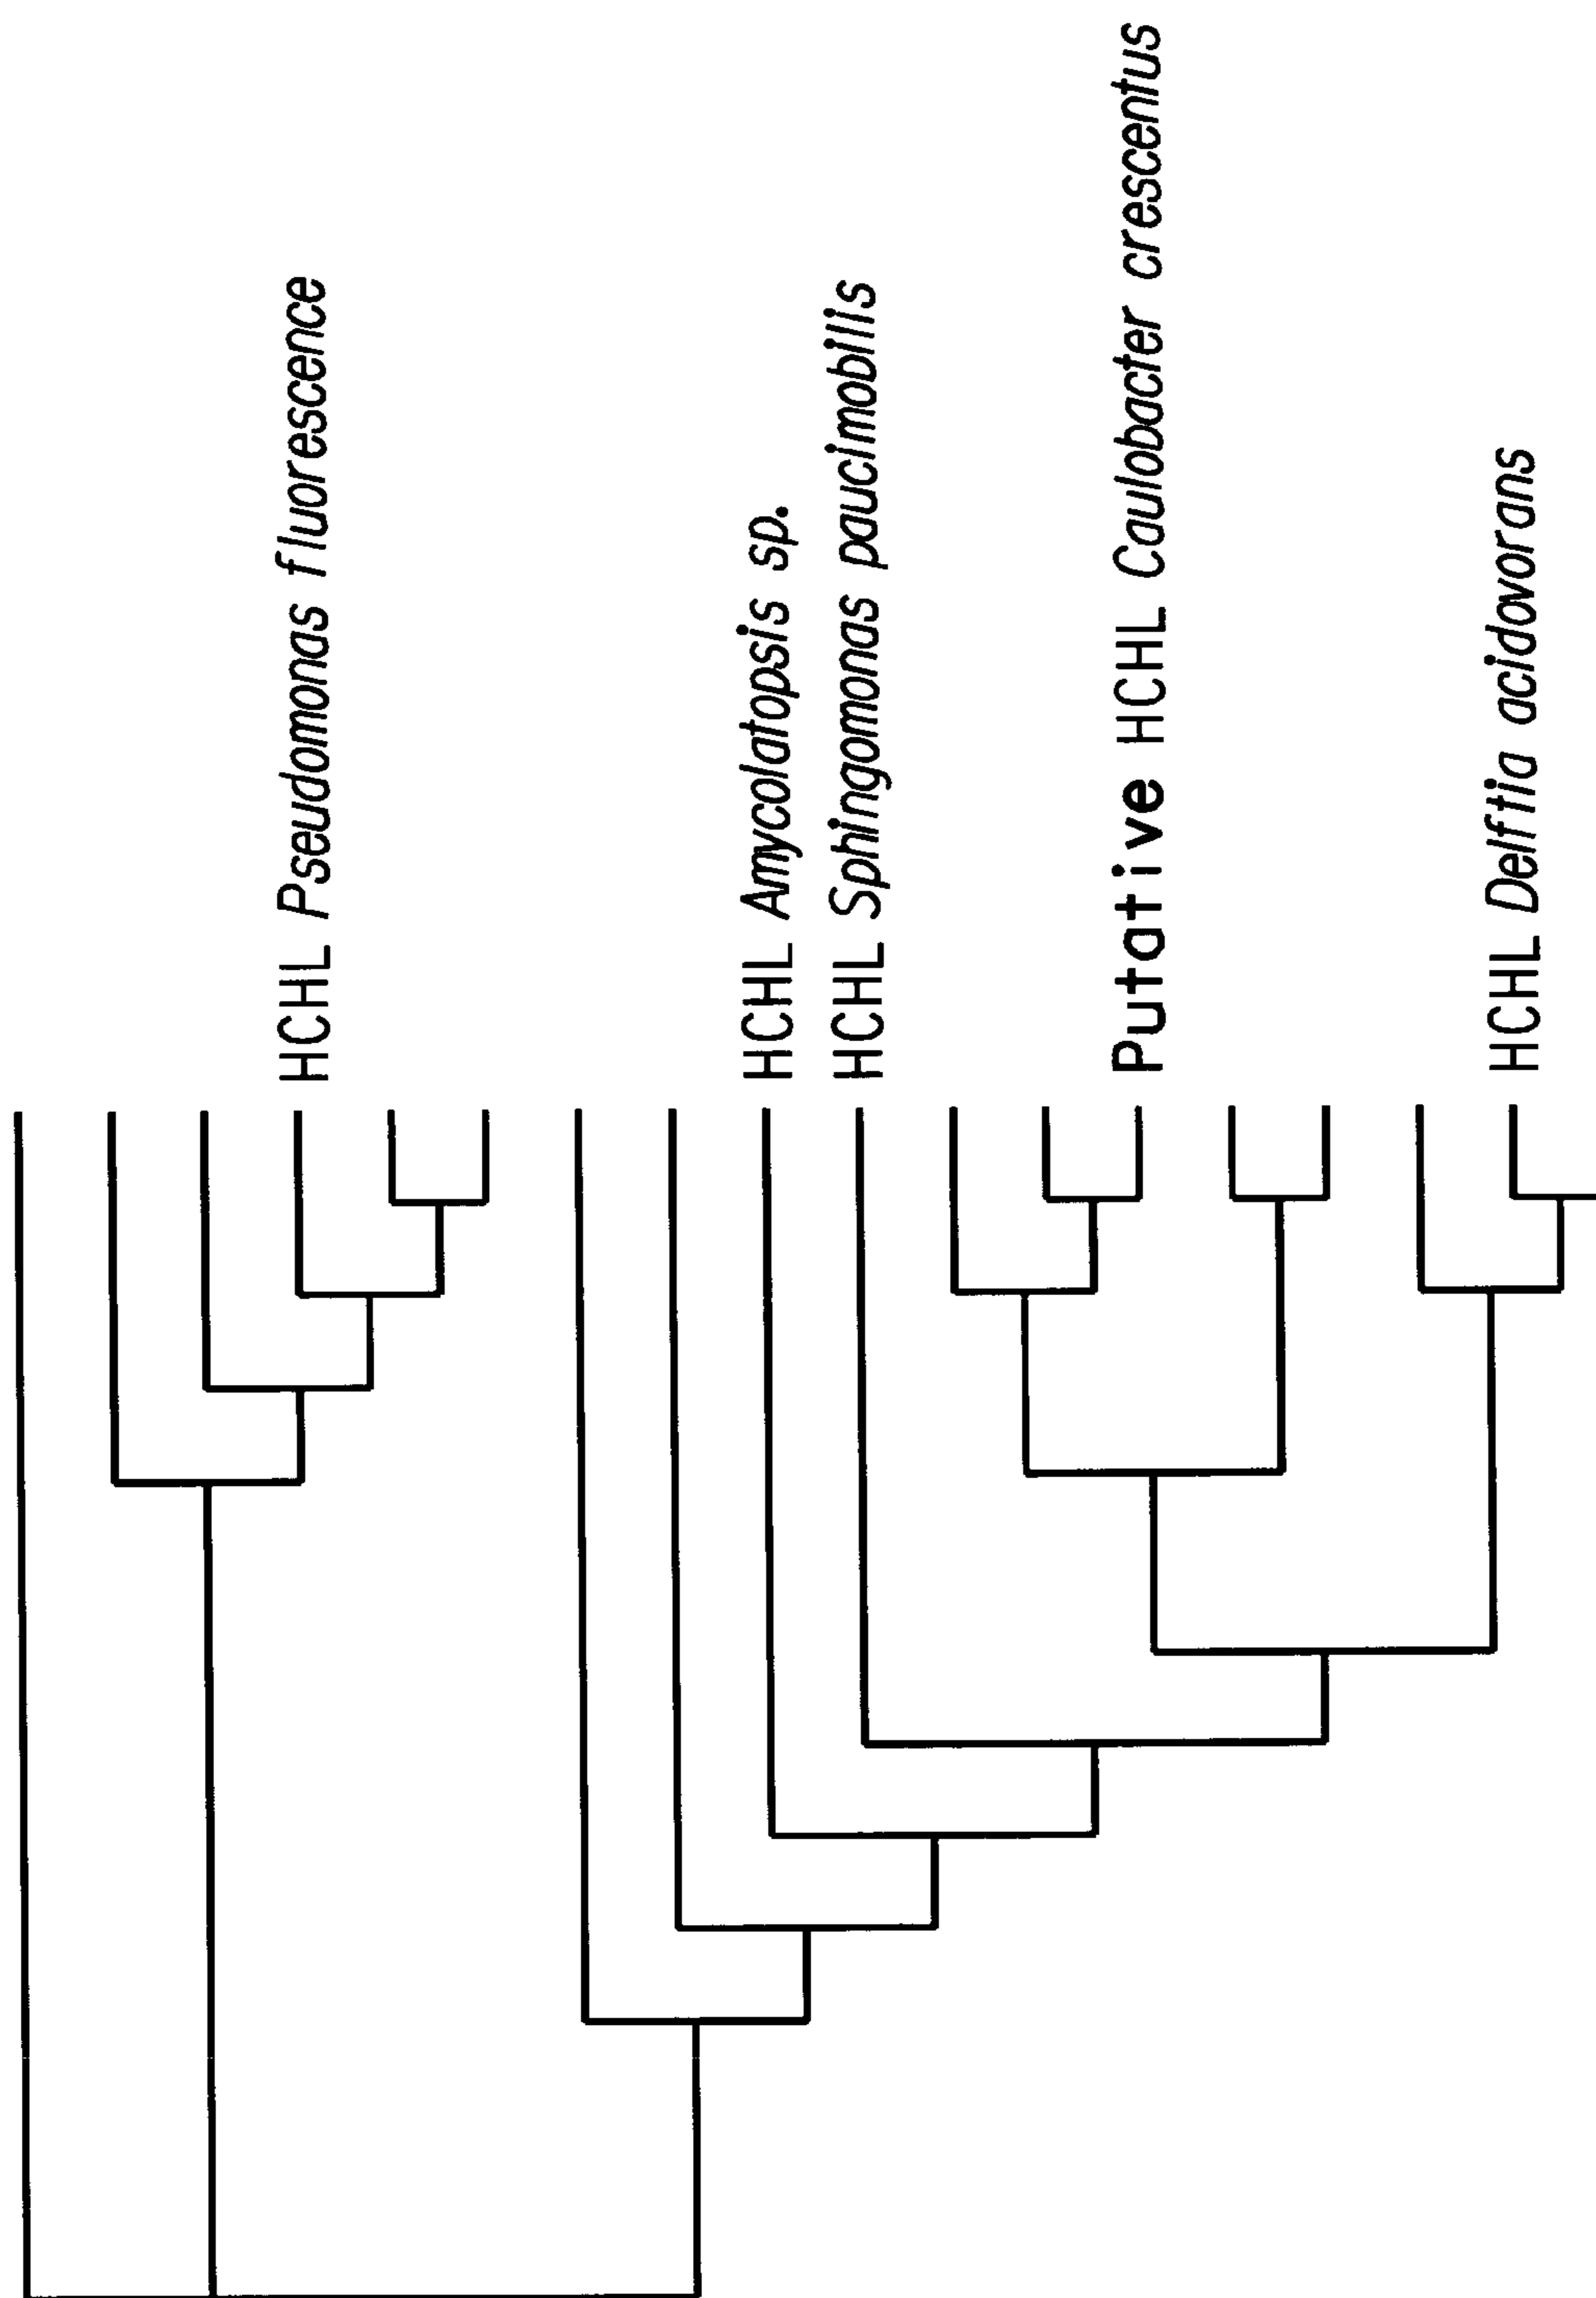 HCHL Pseudomonas fluorescence
HCHL Amycolatopsis sp.
HCHL Sphingomonas paucimobilis
Putative HCHL Caulobacter crescentus
HCHL Delftia acidovorans